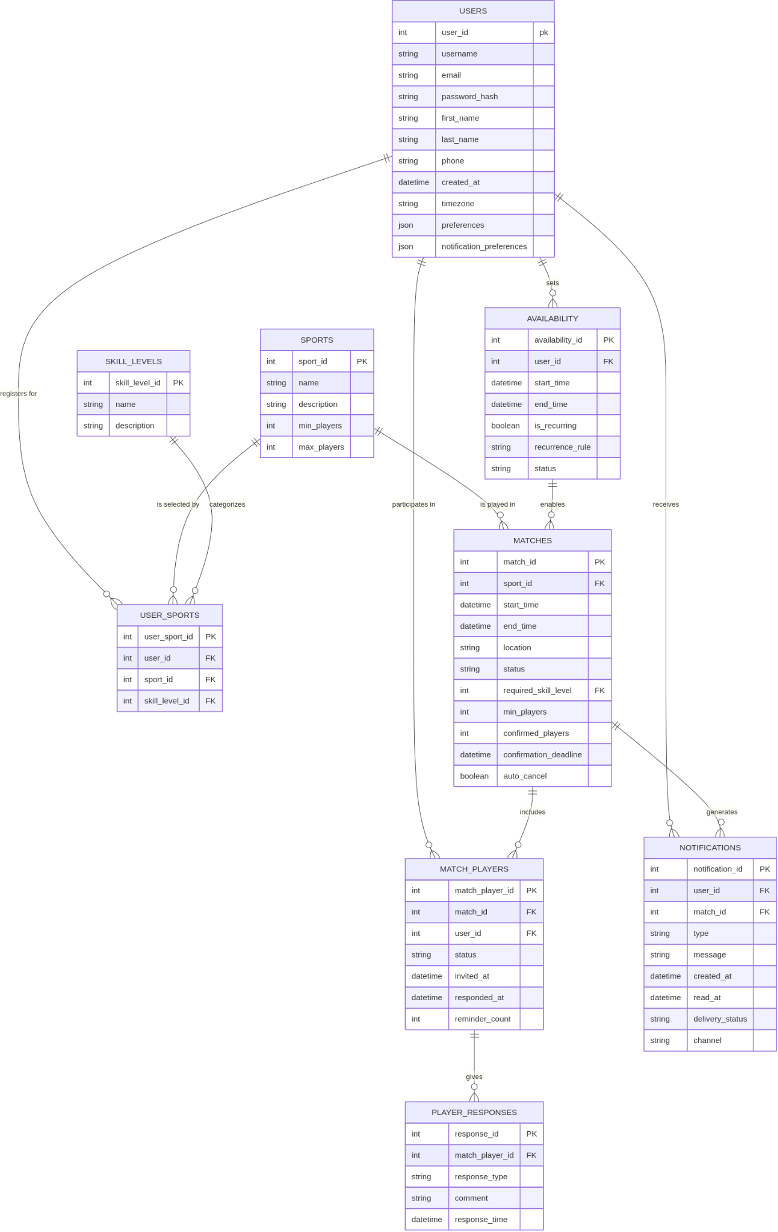 USERS
int user_id pk
string username
string email
string password_hash
string first_name
string last_name
string phone
datetime created_at
string timezone
json preferences
json notification_preferences
sets
AVAILABILITY
int availability_id PK
int user_id FK
datetime start_time
datetime end_time
boolean is_recurring
string recurrence_rule
string status
SPORTS
int sport_id PK
string name
string description
int min_players
int max_players
SKILL_LEVELS
int skill_level_id PK
string name
string description
registers for
is selected by
categorizes
participates in
is played in
enables
receives
MATCHES
int match_id PK
int sport_id FK
datetime start_time
datetime end_time
string location
string status
int required_skill_level FK
int min_players
int confirmed_players
datetime confirmation_deadline
boolean auto_cancel
USER_SPORTS
int user_sport_id PK
int user_id FK
int sport_id FK
int skill_level_id FK
includes
generates
NOTIFICATIONS
int notification_id PK
int user_id FK
int match_id FK
string type
string message
datetime created_at
datetime read_at
string delivery_status
string channel
MATCH_PLAYERS
int match_player_id PK
int match_id FK
int user_id FK
string status
datetime invited_at
datetime responded_at
int reminder_count
gives
PLAYER_RESPONSES
int response_id PK
int match_player_id FK
string response_type
string comment
datetime response_time